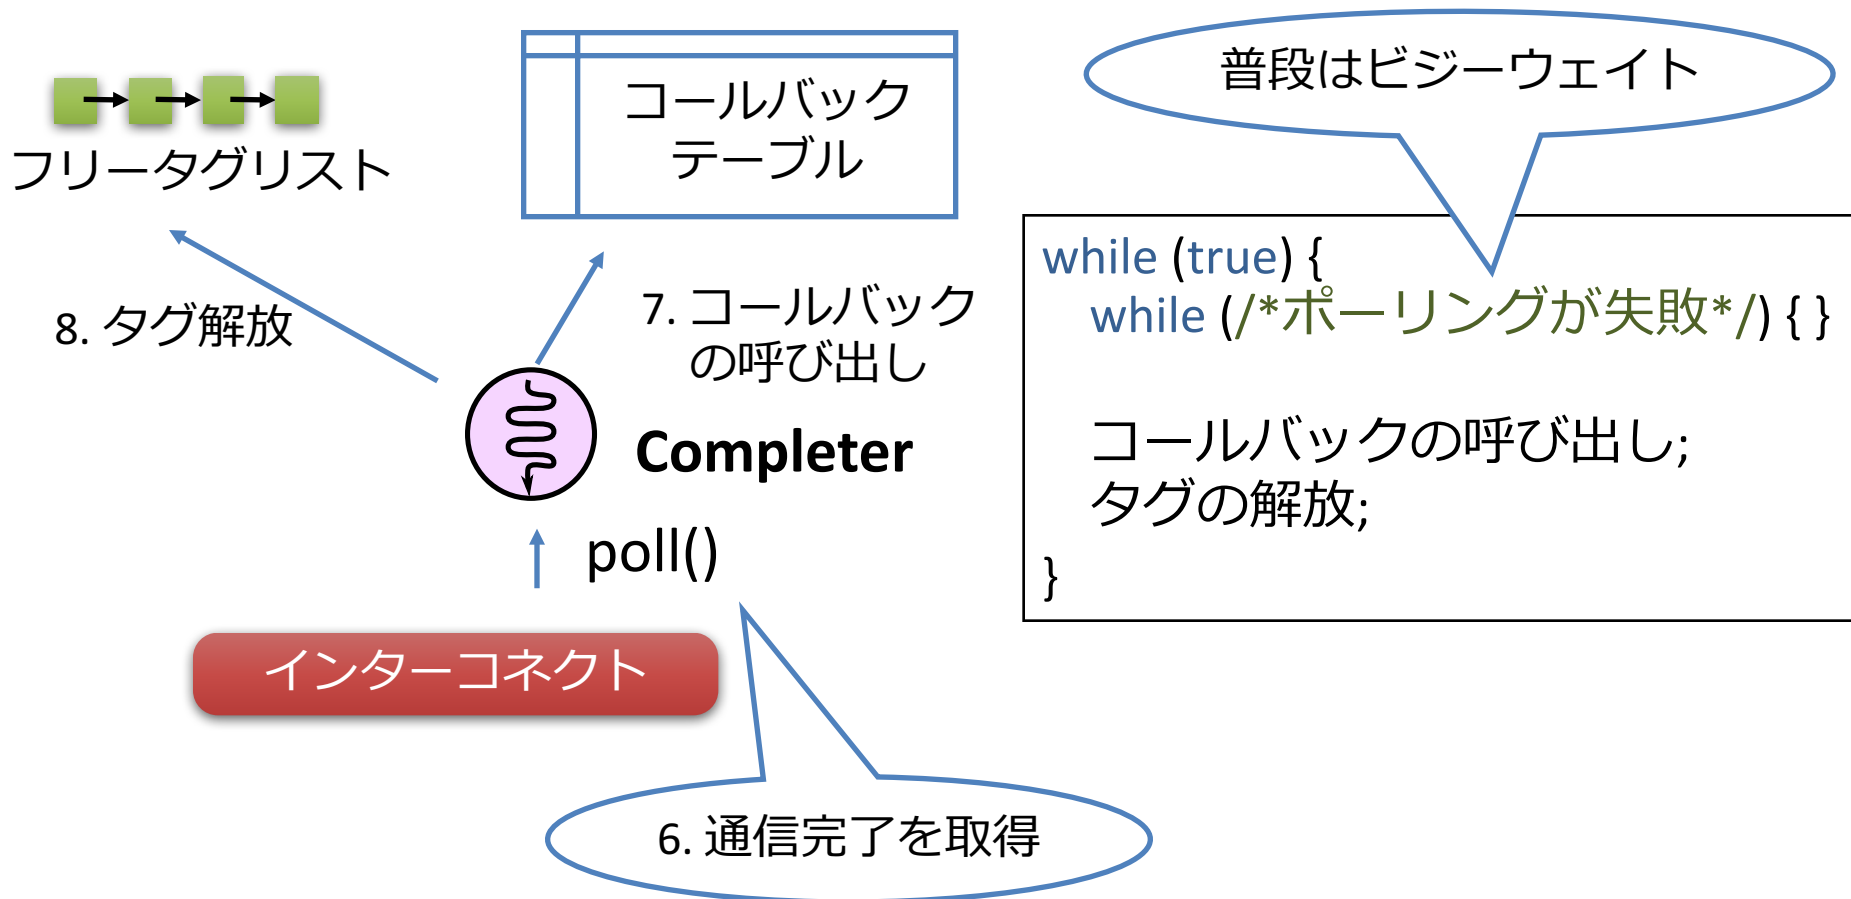 フリータグリスト
コールバック
テーブル
普段はビジーウェイト
8. タグ解放
7. コールバック
の呼び出し
Completer
poll()
インターコネクト
6. 通信完了を取得
while (true) {
while (/*ポーリングが失敗*/) { }
コールバックの呼び出し;
タグの解放;
}